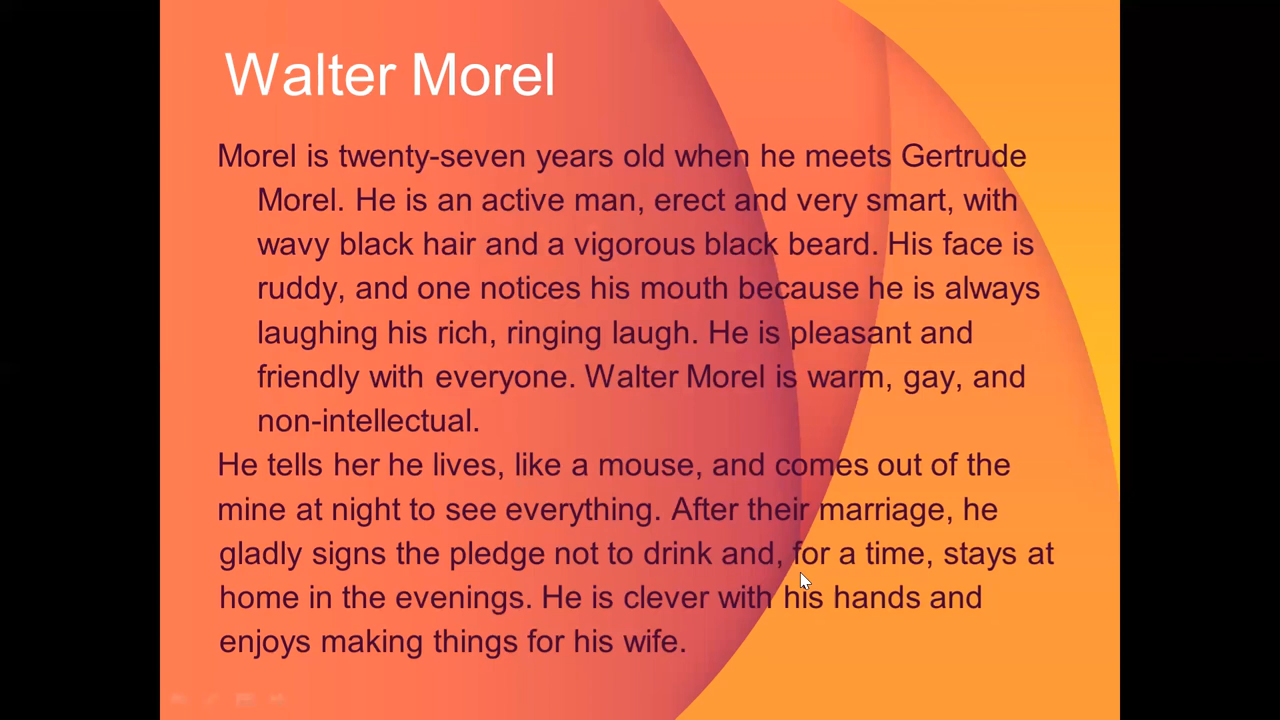 Walter Morel
Morel is twenty-seven years old when he meets Gertrude
Morel. He is an active man, erect and very smart, with
wavy black hair and a vigorous black beard. His face is
ruddy, and one notices his mouth because he is always
laughing his rich, ringing laugh. He is pleasant and
friendly with everyone. Walter Morel is warm, gay, and
non-intellectual.
He tells her he lives, like a mouse, and comes out of the
mine at night to see everything. After their marriage, he
gladly signs the pledge not to drink and, for a time, stays at
home in the evenings. He is clever with his hands and
enjoys making things for his wife.